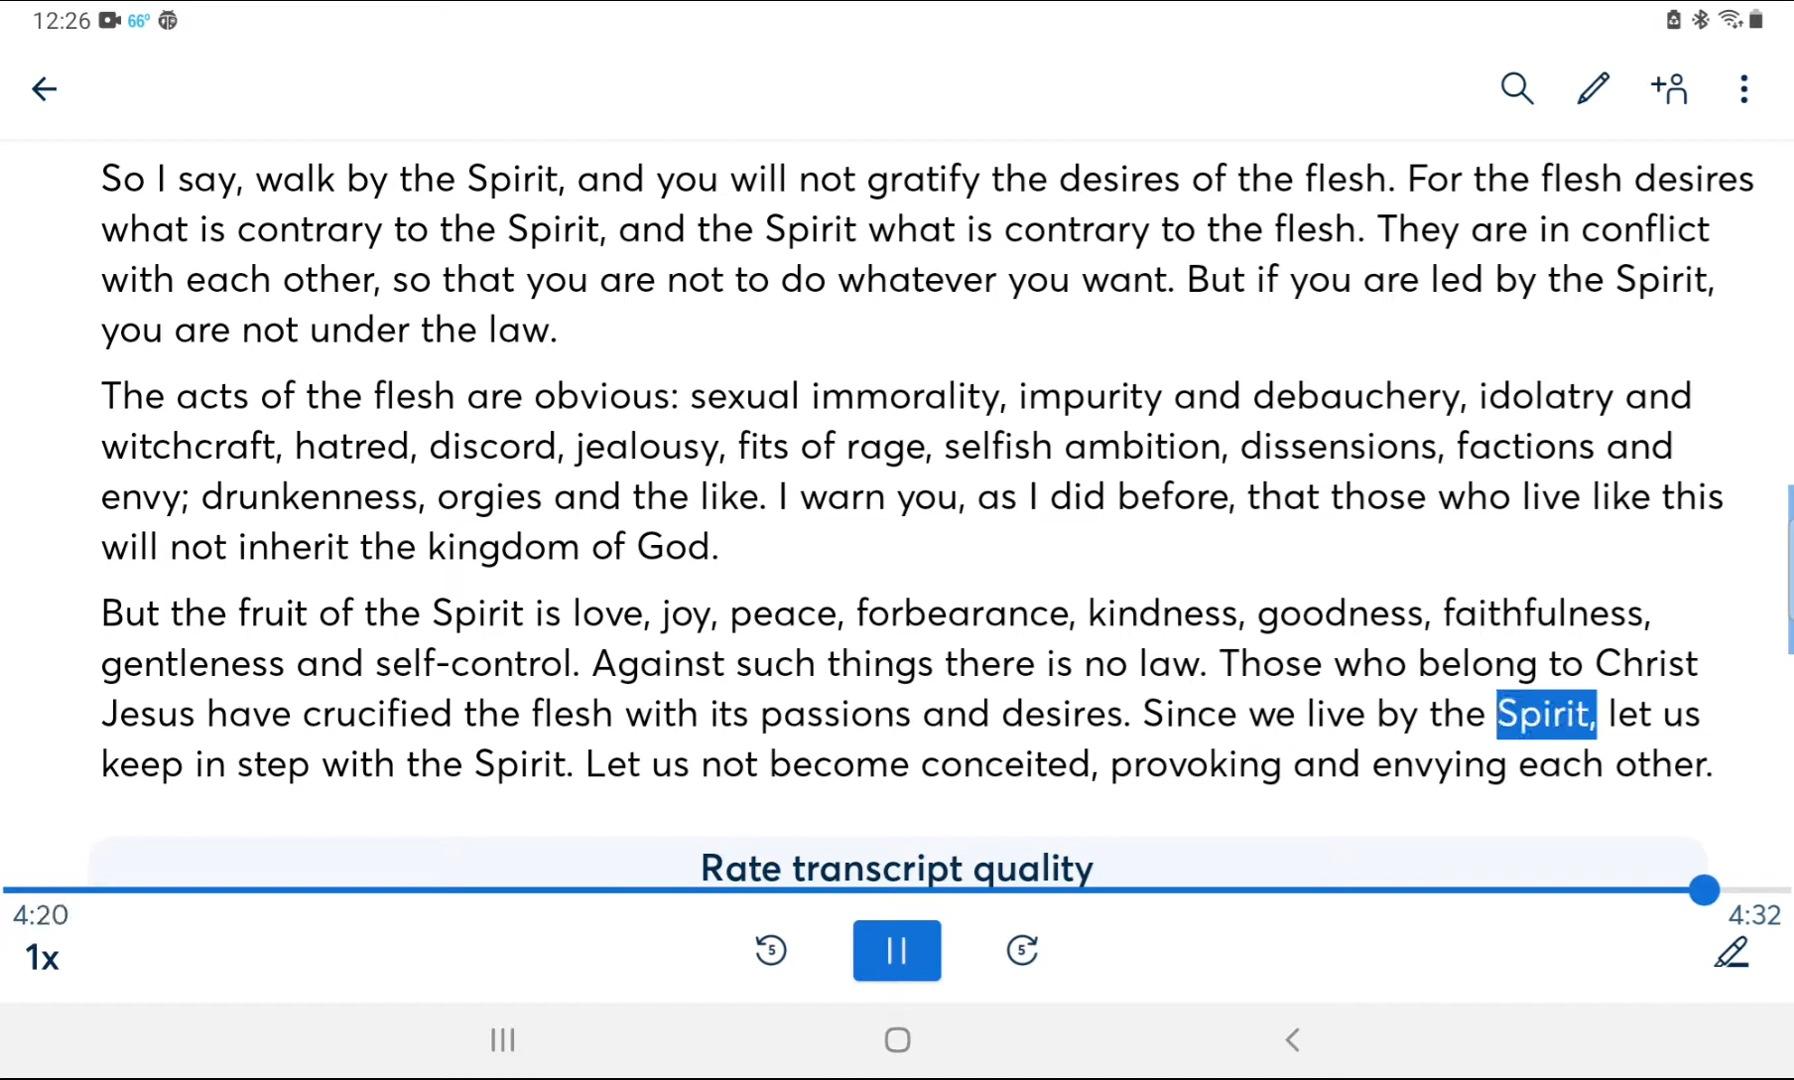 12:26 66°
So I say, walk by the Spirit, and you will not gratify the desires of the flesh. For the flesh desires
what is contrary to the Spirit, and the Spirit what is contrary to the flesh. They are in conflict
with each other, so that you are not to do whatever you want. But if you are led by the Spirit,
you are not under the law.
The acts of the flesh are obvious: sexual immorality, impurity and debauchery, idolatry and
witchcraft, hatred, discord, jealousy, fits of rage, selfish ambition, dissensions, factions and
envy; drunkenness, orgies and the like. I warn you, as I did before, that those who live like this
will not inherit the kingdom of God.
But the fruit of the Spirit is love, joy, peace, forbearance, kindness, goodness, faithfulness,
gentleness and self-control. Against such things there is no law. Those who belong to Christ
Jesus have crucified the flesh with its passions and desires. Since we live by the Spirit, let us
keep in step with the Spirit. Let us not become conceited, provoking and envying each other.
Rate transcript quality
4:20 4:32
1x 5 5